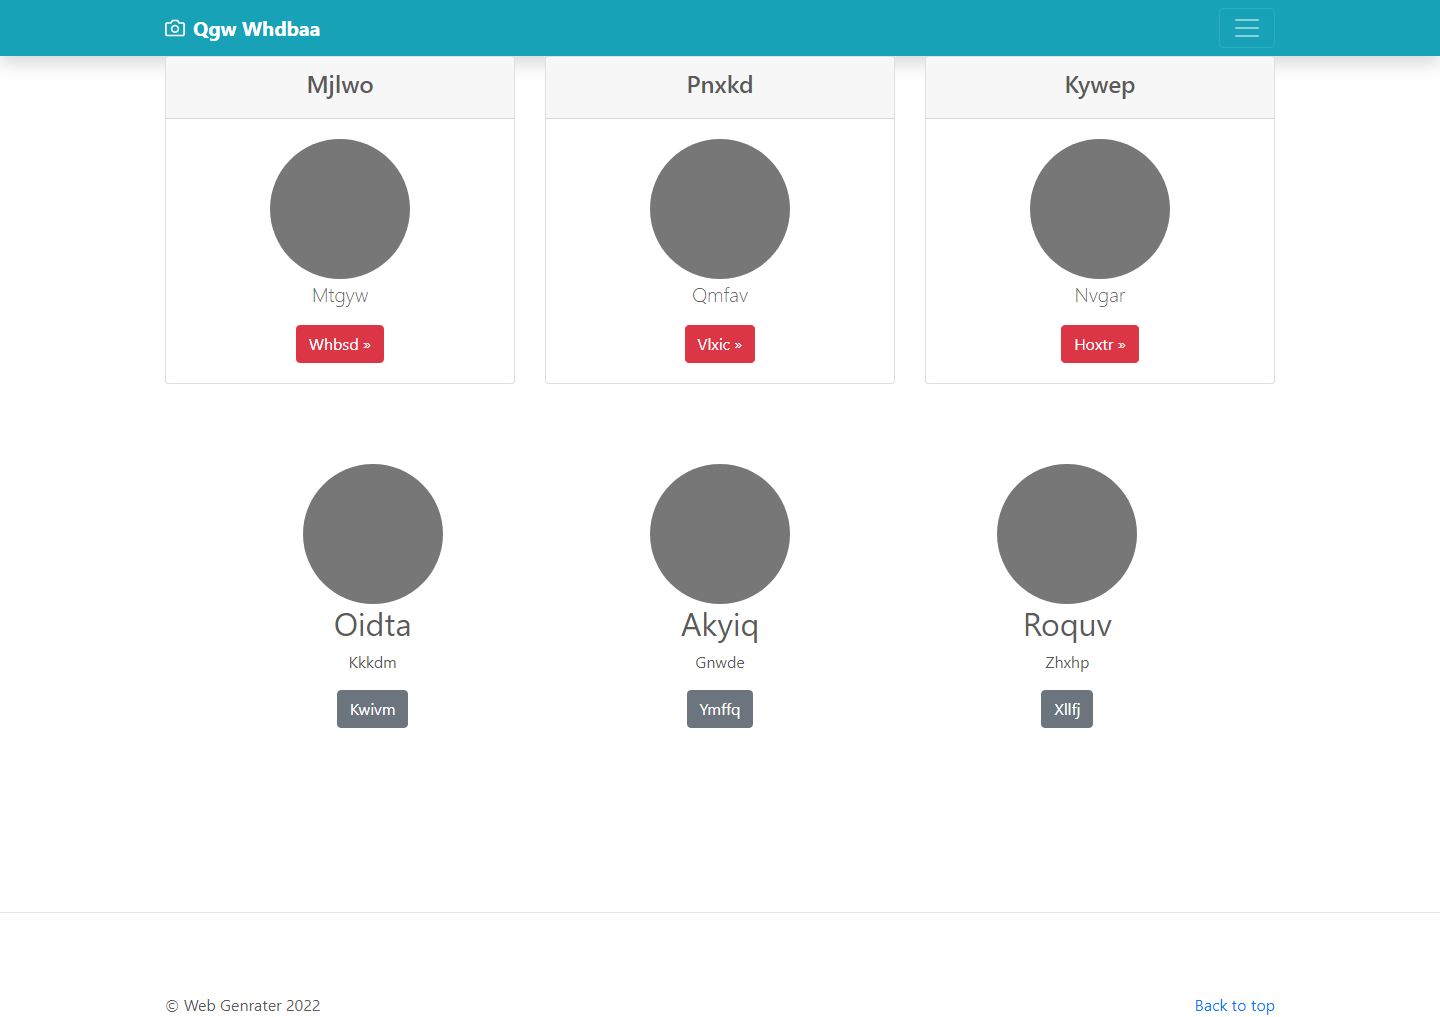 Qgw Whdbaa
Mjlwo
Mtgyw
Whbsd »
Pnxkd
Qmfav
Vlxic »
Kywep
Nvgar
Hoxtr »
Oidta
Kkkdm
Kwivm
Akyiq
Gnwde
Ymffq
Roquv
Zhxhp
Xllfj
© Web Genrater 2022
Back to top